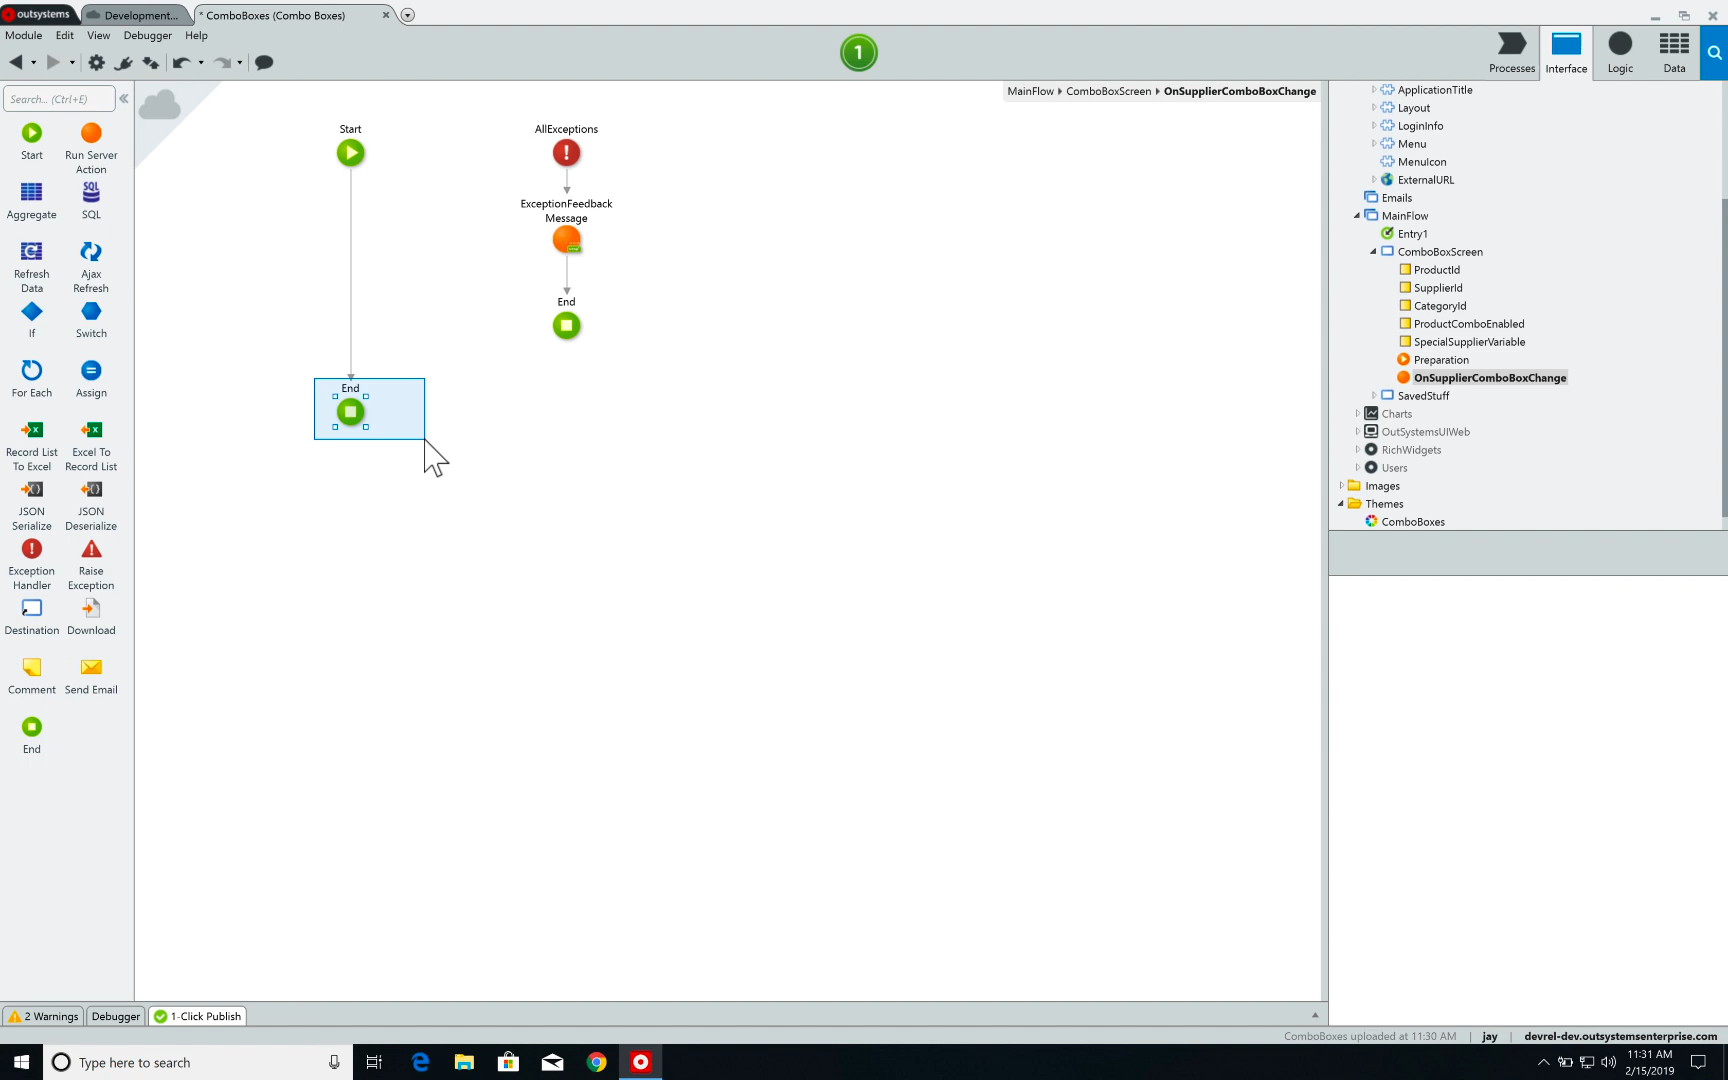 outsystems
Development...
* ComboBoxes (Combo Boxes)
Module
Edit
View
Debugger
Help
1
Processes
Interface
Logic
Data
Search... (Ctrl+E)
Start
Run Server
Action
Aggregate
SQL
SQL
Refresh
Data
Ajax
Refresh
If
Switch
For Each
Assign
Record List
To Excel
Excel To
Record List
JSON
Serialize
JSON
Deserialize
Exception
Handler
Raise
Exception
Destination
Download
Comment
Send Email
End
MainFlow
ComboBoxScreen
OnSupplierComboBoxChange
Start
AllExceptions
ExceptionFeedback
Message
End
End
ApplicationTitle
Layout
LoginInfo
Menu
MenuIcon
ExternalURL
Emails
MainFlow
Entry1
ComboBoxScreen
ProductId
SupplierId
CategoryId
ProductComboEnabled
SpecialSupplierVariable
Preparation
OnSupplierComboBoxChange
SavedStuff
Charts
OutSystemsUIWeb
RichWidgets
Users
Images
Themes
ComboBoxes
2 Warnings
Debugger
1-Click Publish
ComboBoxes uploaded at 11:30 AM
jay
devrel-dev.outsystemsenterprise.com
Type here to search
11:31 AM
2/15/2019